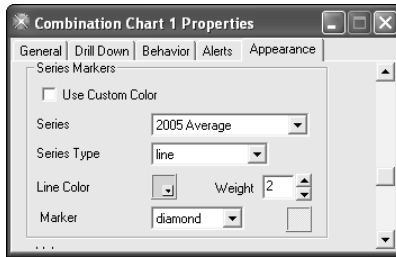 Combination Chart 1 Properties
General Drill Down Behavior Alerts Appearance
Series Markers
Use Custom Color
Series 2005 Average
Series Type line
Line Color Weight 2
Marker diamond